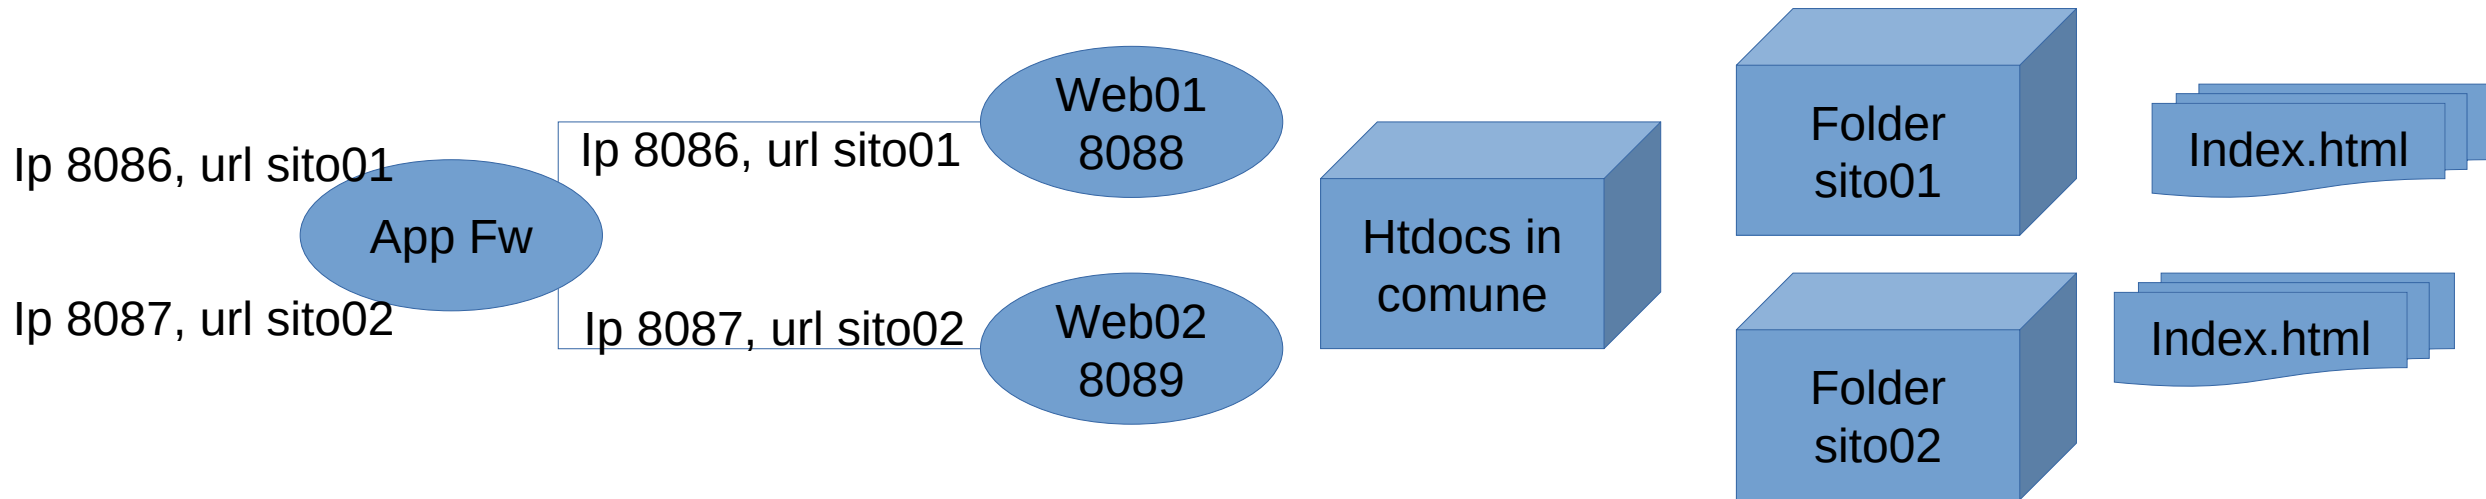 Ip 8086, url sito01
Ip 8087, url sito02
App Fw
Ip 8086, url sito01
Ip 8087, url sito02
Web01
8088
Web02
8089
Htdocs in
comune
Folder
sito01
Folder
sito02
Index.html
Index.html